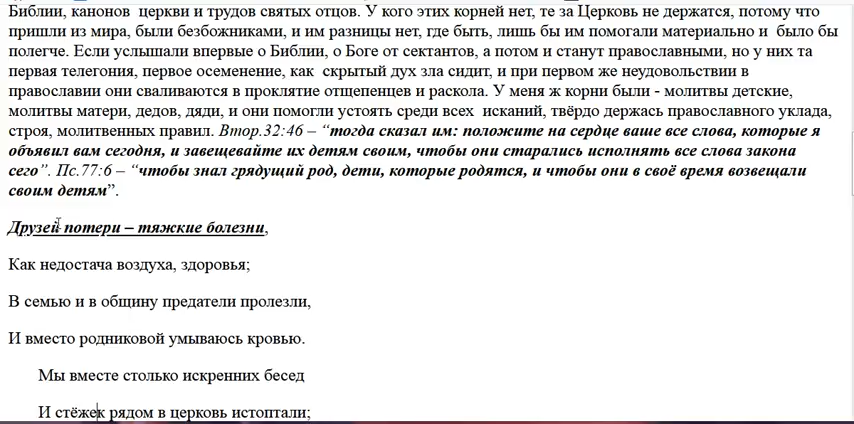 Библии, канонов церкви и трудов святых отцов. У кого этих корней нет, те за Церковь не держатся, потому что
пришли из мира, были безбожниками, и им разницы нет, где быть, лишь бы им помогали материально и было бы
полегче. Если услышали впервые о Библии, о Боге от сектантов, а потом и станут православными, но у них та
первая телегония, первое осеменение, как скрытый дух зла сидит, и при первом же неудовольствии в
православии они сваливаются в проклятие отщепенцев и раскола. У меня ж корни были - молитвы детские,
молитвы матери, дедов, дяди, и они помогли устоять среди всех исканий, твёрдо держась православного уклада,
строя, молитвенных правил. Втор.32:46 – “тогда сказал им: положите на сердце ваше все слова, которые я
объявил вам сегодня, и завещевайте их детям своим, чтобы они старались исполнять все слова закона
сего”. Пс.77:6 – “чтобы знал грядущий род, дети, которые родятся, и чтобы они в своё время возвещали
своим детям”.
Друзей потери – тяжкие болезни,
Как недостача воздуха, здоровья;
В семью и в общину предатели пролезли,
И вместо родниковой умываюсь кровью.
Мы вместе столько искренних бесед
И стёжек рядом в церковь истоптали;